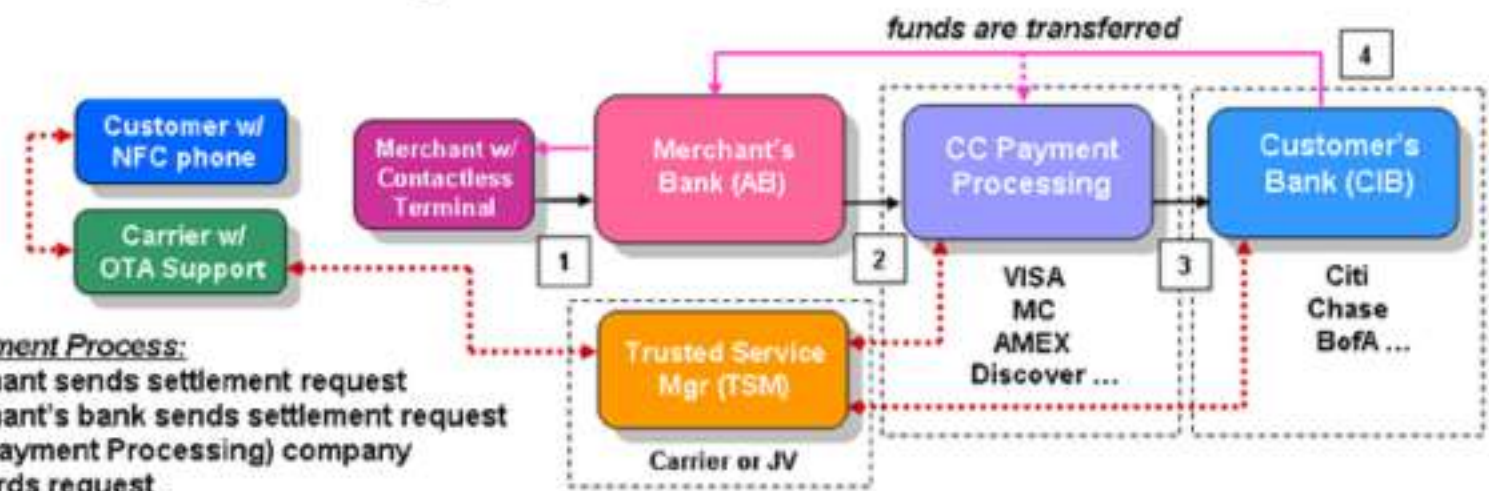 funds are transferred
4
Customer w/
NFC phone
Merchant w/
Contactless
Terminal
Merchant's
Bank (AB)
CC Payment
Processing
Customer's
Bank (CIB)
Carrier w/
OTA Support
1
2
3
VISA
MC
AMEX
Discover ...
Citi
Chase
BofA ...
Trusted Service
Mgr (TSM)
Carrier or JV
ment Process:
hant sends settlement request
hant's bank sends settlement request
ayment Processing) company
rds request